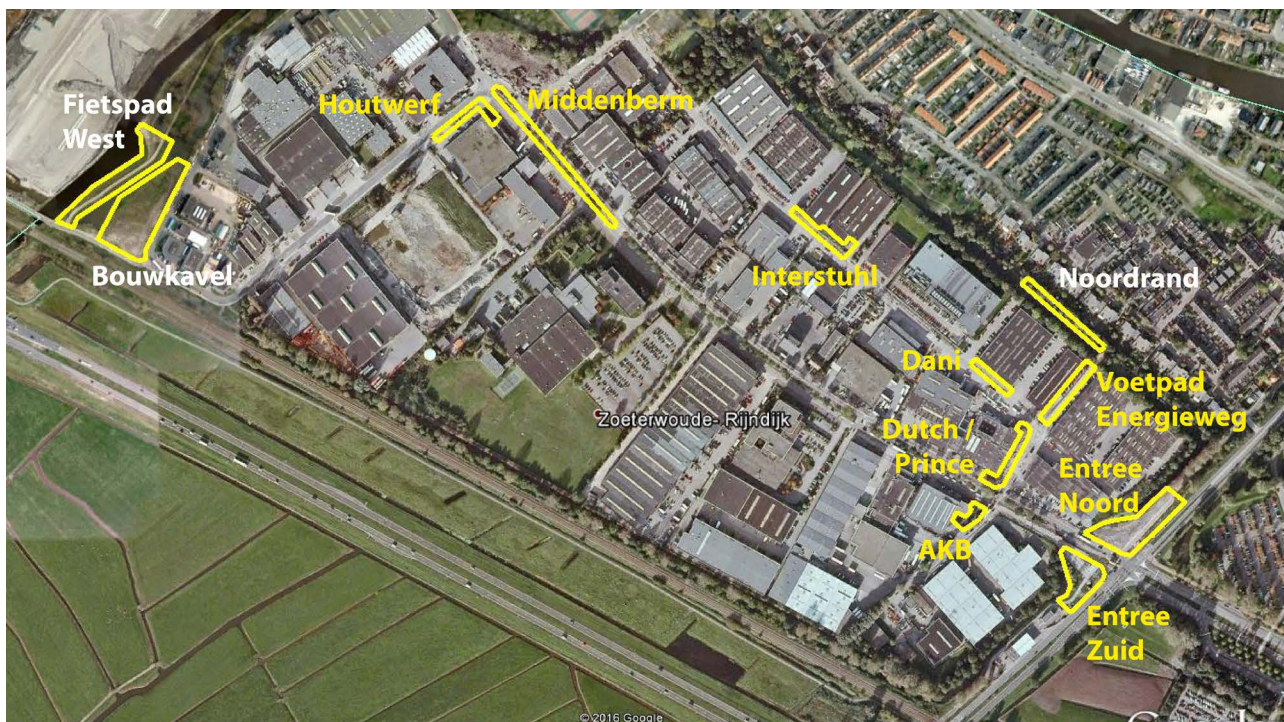 Fietspad
West
Houtwerf
Middenberm
Bouwkavel
Interstuhl
Noordrand
Dani
Voetpad
Energieweg
Zoeterwoude- Rijndijk
Dutch /
Prince
Entree
Noord
AKB
Entree
Zuid
© 2016 Google